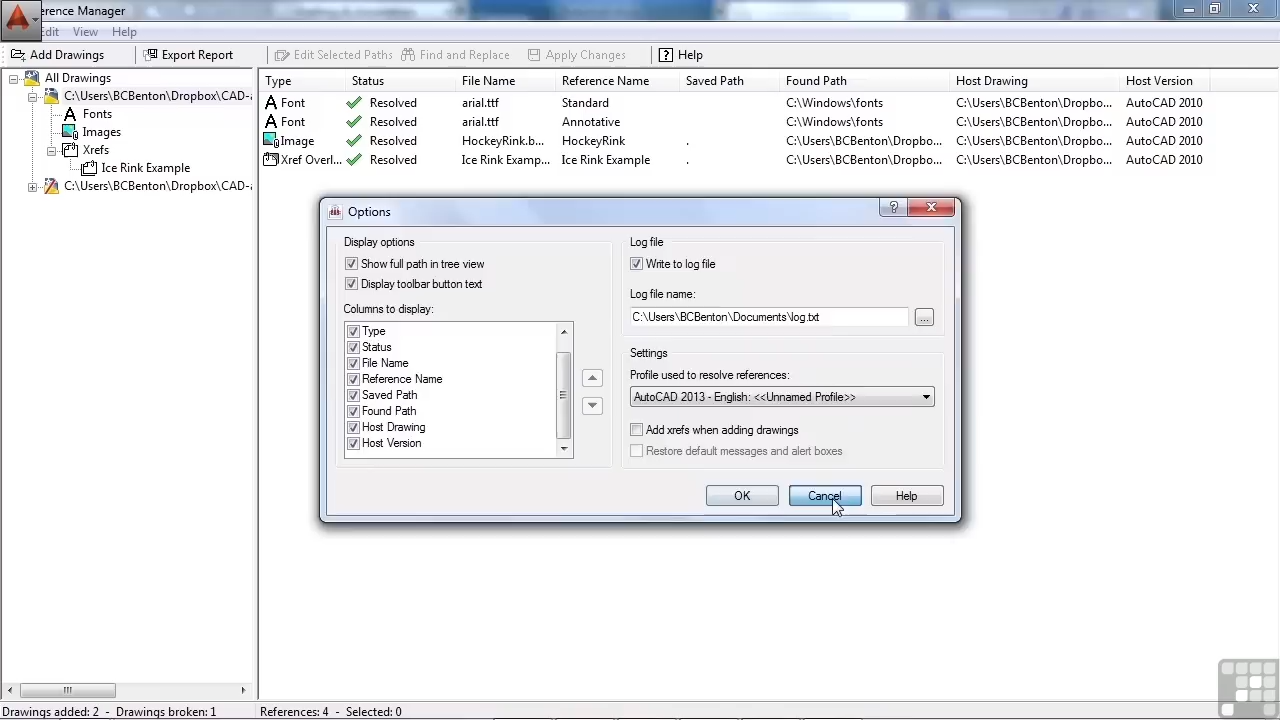 erence Manager
Edit View Help
Add Drawings Export Report Edit Selected Paths Find and Replace Apply Changes Help
All Drawings
C:\Users\BCBenton\Dropbox\CAD-
Fonts
Images
Xrefs
Ice Rink Example
C:\Users\BCBenton\Dropbox\CAD-
Type Status File Name Reference Name Saved Path Found Path Host Drawing Host Version
Font Resolved arial.ttf Standard C:\Windows\fonts C:\Users\BCBenton\Dropbo... AutoCAD 2010
Font Resolved arial.ttf Annotative C:\Windows\fonts C:\Users\BCBenton\Dropbo... AutoCAD 2010
Image Resolved HockeyRink.b... HockeyRink . C:\Users\BCBenton\Dropbo... C:\Users\BCBenton\Dropbo... AutoCAD 2010
Xref Overl... Resolved Ice Rink Examp... Ice Rink Example . C:\Users\BCBenton\Dropbo... C:\Users\BCBenton\Dropbo... AutoCAD 2010
Options
Display options
Show full path in tree view
Display toolbar button text
Columns to display:
Type
Status
File Name
Reference Name
Saved Path
Found Path
Host Drawing
Host Version
Log file
Write to log file
Log file name:
C:\Users\BCBenton\Documents\log.txt
...
Settings
Profile used to resolve references:
AutoCAD 2013 - English: <<Unnamed Profile>>
Add xrefs when adding drawings
Restore default messages and alert boxes
OK Cancel Help
Drawings added: 2 - Drawings broken: 1 References: 4 - Selected: 0